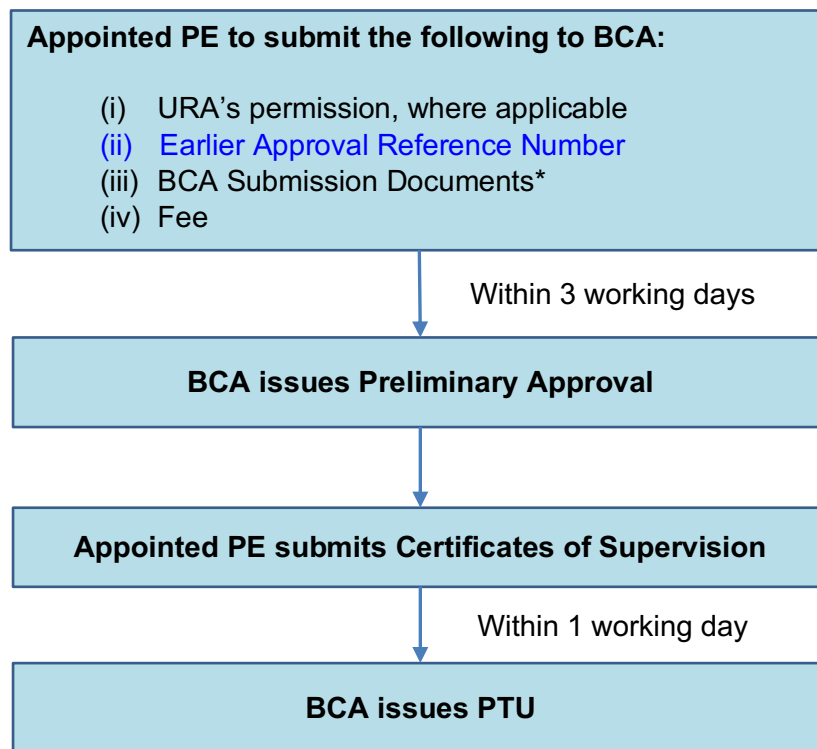 Appointed PE to submit the following to BCA:
(i) URA’s permission, where applicable
(ii) Earlier Approval Reference Number
(iii) BCA Submission Documents*
(iv) Fee
Within 3 working days
BCA issues Preliminary Approval
Appointed PE submits Certificates of Supervision
Within 1 working day
BCA issues PTU